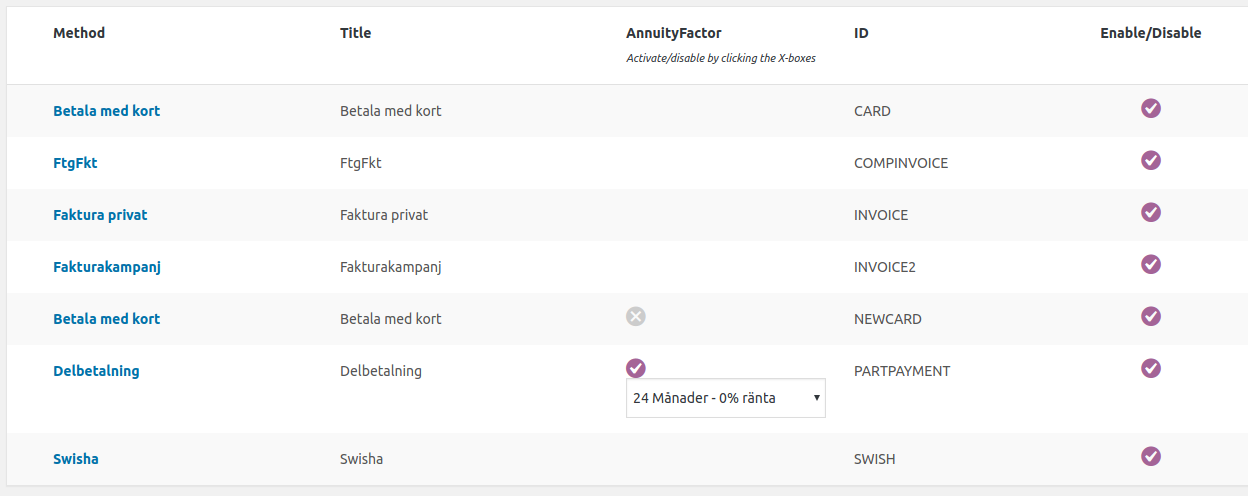 Method Title AnnuityFactor ID Enable/Disable
Activate/disable by clicking the X-boxes
Betala med kort Betala med kort CARD
FtgFkt FtgFkt COMPINVOICE
Faktura privat Faktura privat INVOICE
Fakturakampanj Fakturakampanj INVOICE2
Betala med kort Betala med kort NEWCARD
Delbetalning Delbetalning PARTPAYMENT
24 Månader - 0% ränta
Swisha Swisha SWISH